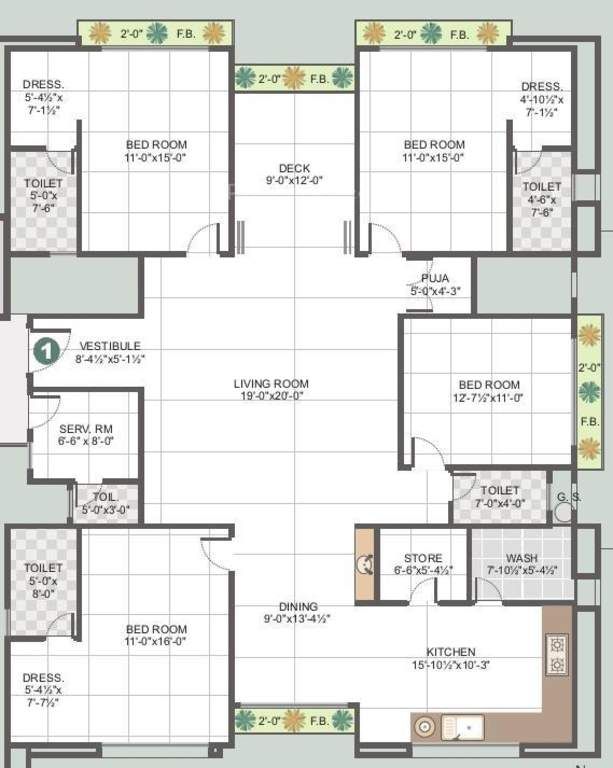 2'-0" F.B.
2'-0" F.B.
2'-0" F.B.
DRESS.
5'-4½"x
7'-1½"
BED ROOM
11'-0"x15'-0"
DECK
9'-0"x12'-0"
BED ROOM
11'-0"x15'-0"
DRESS.
4'-10½"x
7'-1½"
TOILET
5'-0"x
7'-6"
TOILET
4'-6"x
7'-6"
PUJA
5'-0"x4'-3"
1
VESTIBULE
8'-4½"x5'-1½"
LIVING ROOM
19'-0"x20'-0"
BED ROOM
12'-7½"x11'-0"
2'-0"
F.B.
SERV. RM
6'-6" x 8'-0"
TOIL.
5'-0"x3'-0"
TOILET
7'-0"x4'-0"
G. S.
TOILET
5'-0"x
8'-0"
STORE
6'-6"x5'-4½"
WASH
7'-10½"x5'-4½"
BED ROOM
11'-0"x16'-0"
DINING
9'-0"x13'-4½"
KITCHEN
15'-10½"x10'-3"
DRESS.
5'-4½"x
7'-7½"
2'-0" F.B.